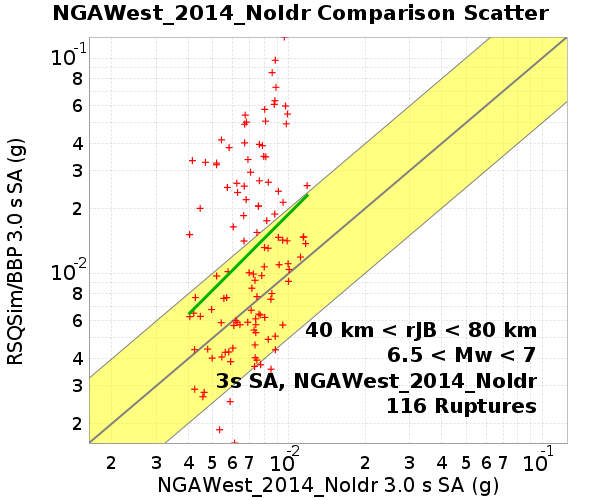 NGAWest_2014_NoIdr Comparison Scatter
RSQSim/BBP 3.0 s SA (g)
10⁻¹
8
6
4
3
2
10⁻²
8
6
4
3
2
40 km < rJB < 80 km
6.5 < Mw < 7
3s SA, NGAWest_2014_NoIdr
116 Ruptures
2 3 4 5 6 7 10⁻² 2 3 4 5 6 7 10⁻¹
NGAWest_2014_NoIdr 3.0 s SA (g)